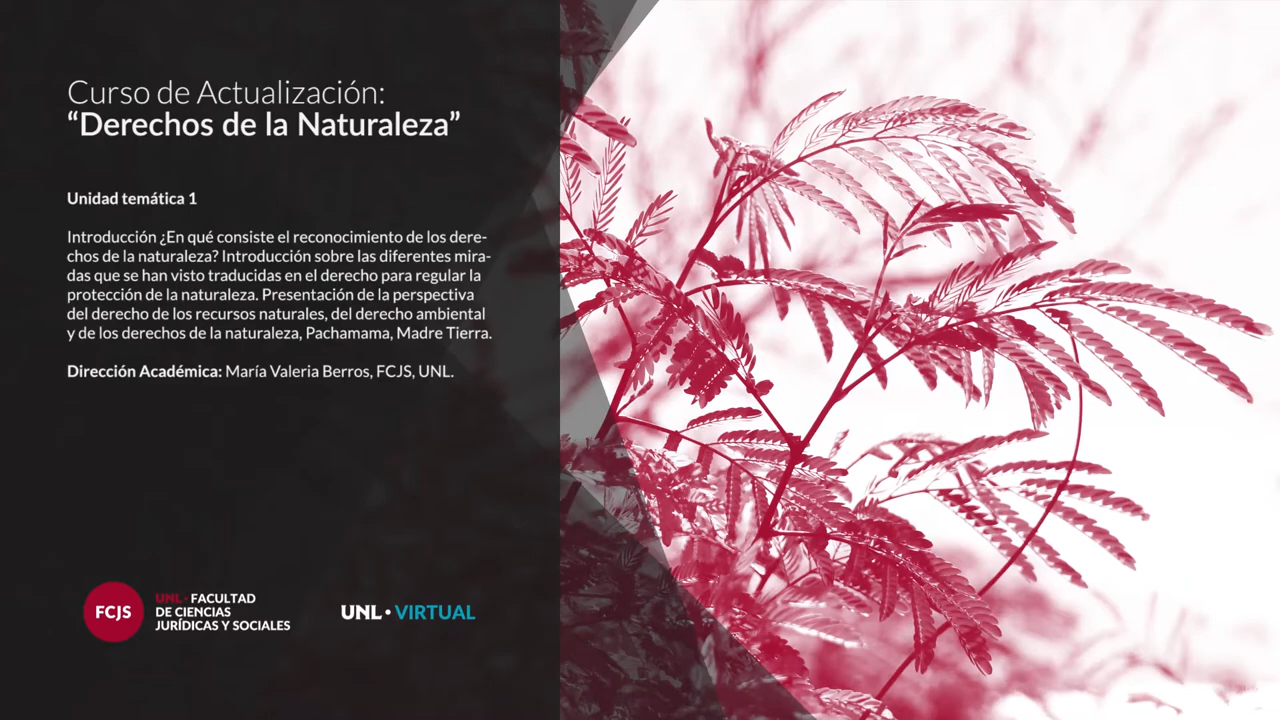 Curso de Actualización:
“Derechos de la Naturaleza”
Unidad temática 1
Introducción ¿En qué consiste el reconocimiento de los dere-
chos de la naturaleza? Introducción sobre las diferentes mira-
das que se han visto traducidas en el derecho para regular la
protección de la naturaleza. Presentación de la perspectiva
del derecho de los recursos naturales, del derecho ambiental
y de los derechos de la naturaleza, Pachamama, Madre Tierra.
Dirección Académica: María Valeria Berros, FCJS, UNL.
FCJS
UNL • FACULTAD
DE CIENCIAS
JURÍDICAS Y SOCIALES
UNL • VIRTUAL